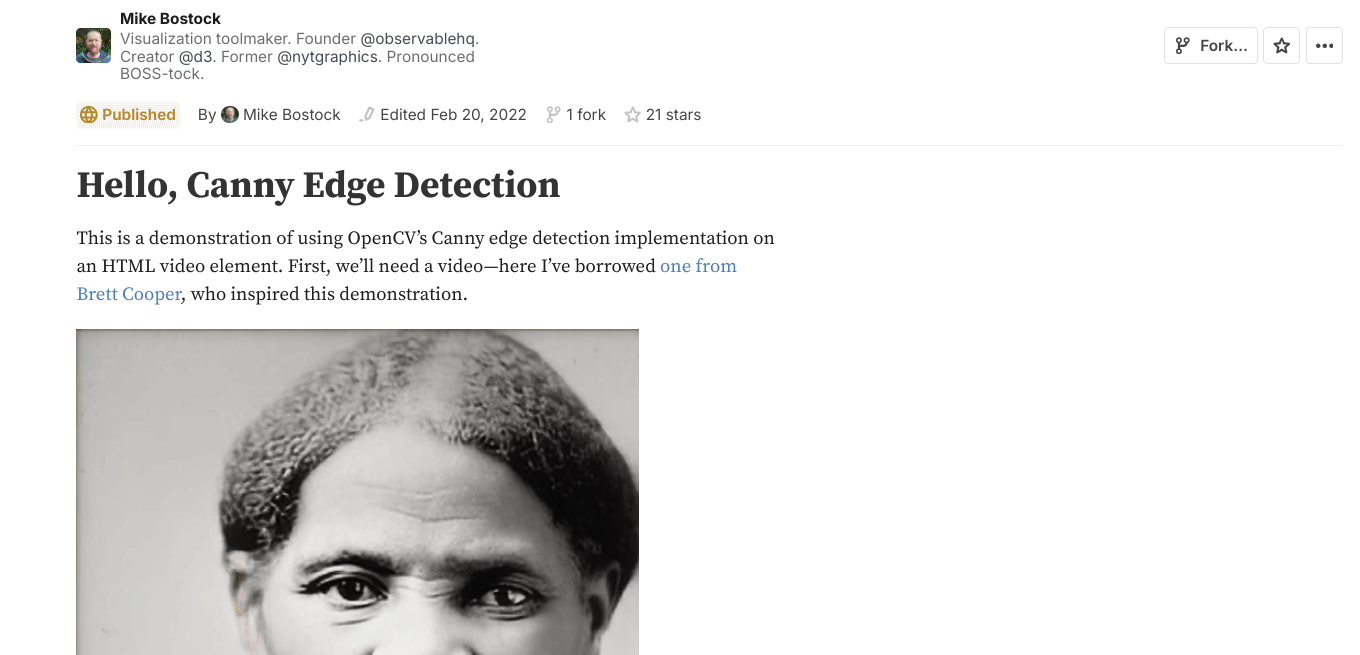 Mike Bostock
Visualization toolmaker. Founder @observablehq.
Creator @d3. Former @nytgraphics. Pronounced
BOSS-tock.
Fork...
Published By Mike Bostock Edited Feb 20, 2022 1 fork 21 stars
Hello, Canny Edge Detection
This is a demonstration of using OpenCV’s Canny edge detection implementation on
an HTML video element. First, we’ll need a video—here I’ve borrowed one from
Brett Cooper, who inspired this demonstration.